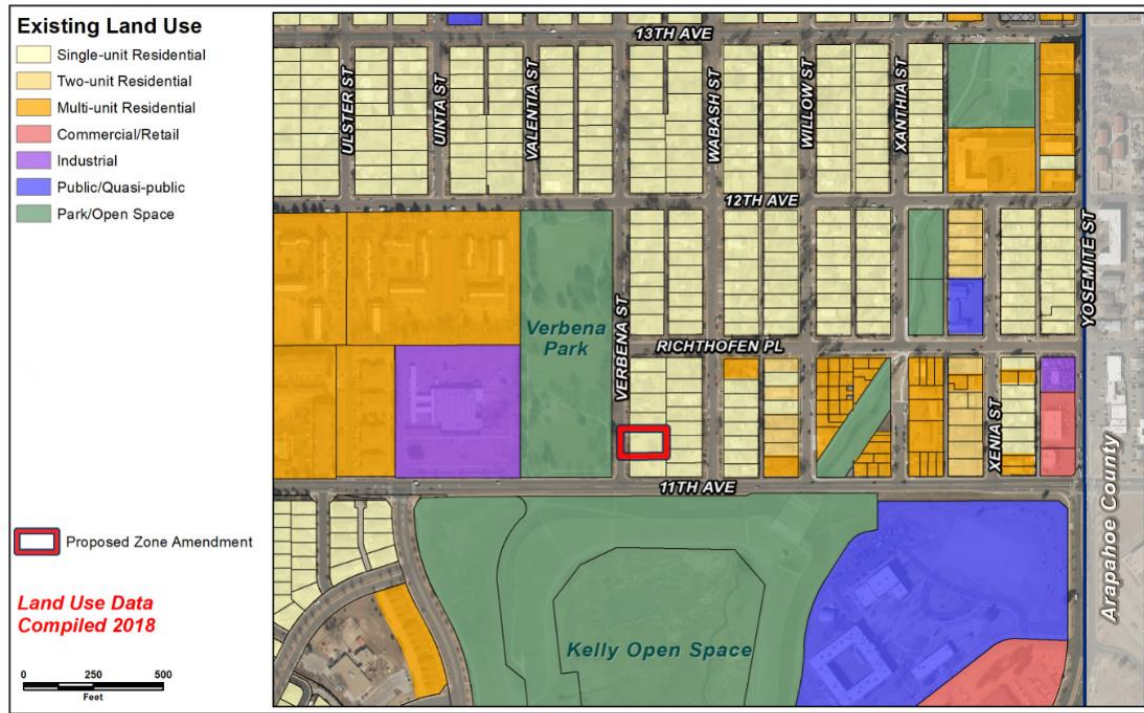 Existing Land Use
Single-unit Residential
Two-unit Residential
Multi-unit Residential
Commercial/Retail
Industrial
Public/Quasi-public
Park/Open Space
Proposed Zone Amendment
Land Use Data
Compiled 2018
0 250 500
Feet
13TH AVE
ULSTER ST
UINTA ST
VALENTIA ST
WABASH ST
WILLOW ST
XANTHIA ST
12TH AVE
YOSEMITE ST
Verbena
Park
VERBENA ST
RICHTHOFEN PL
XENIA ST
11TH AVE
Arapahoe County
Kelly Open Space